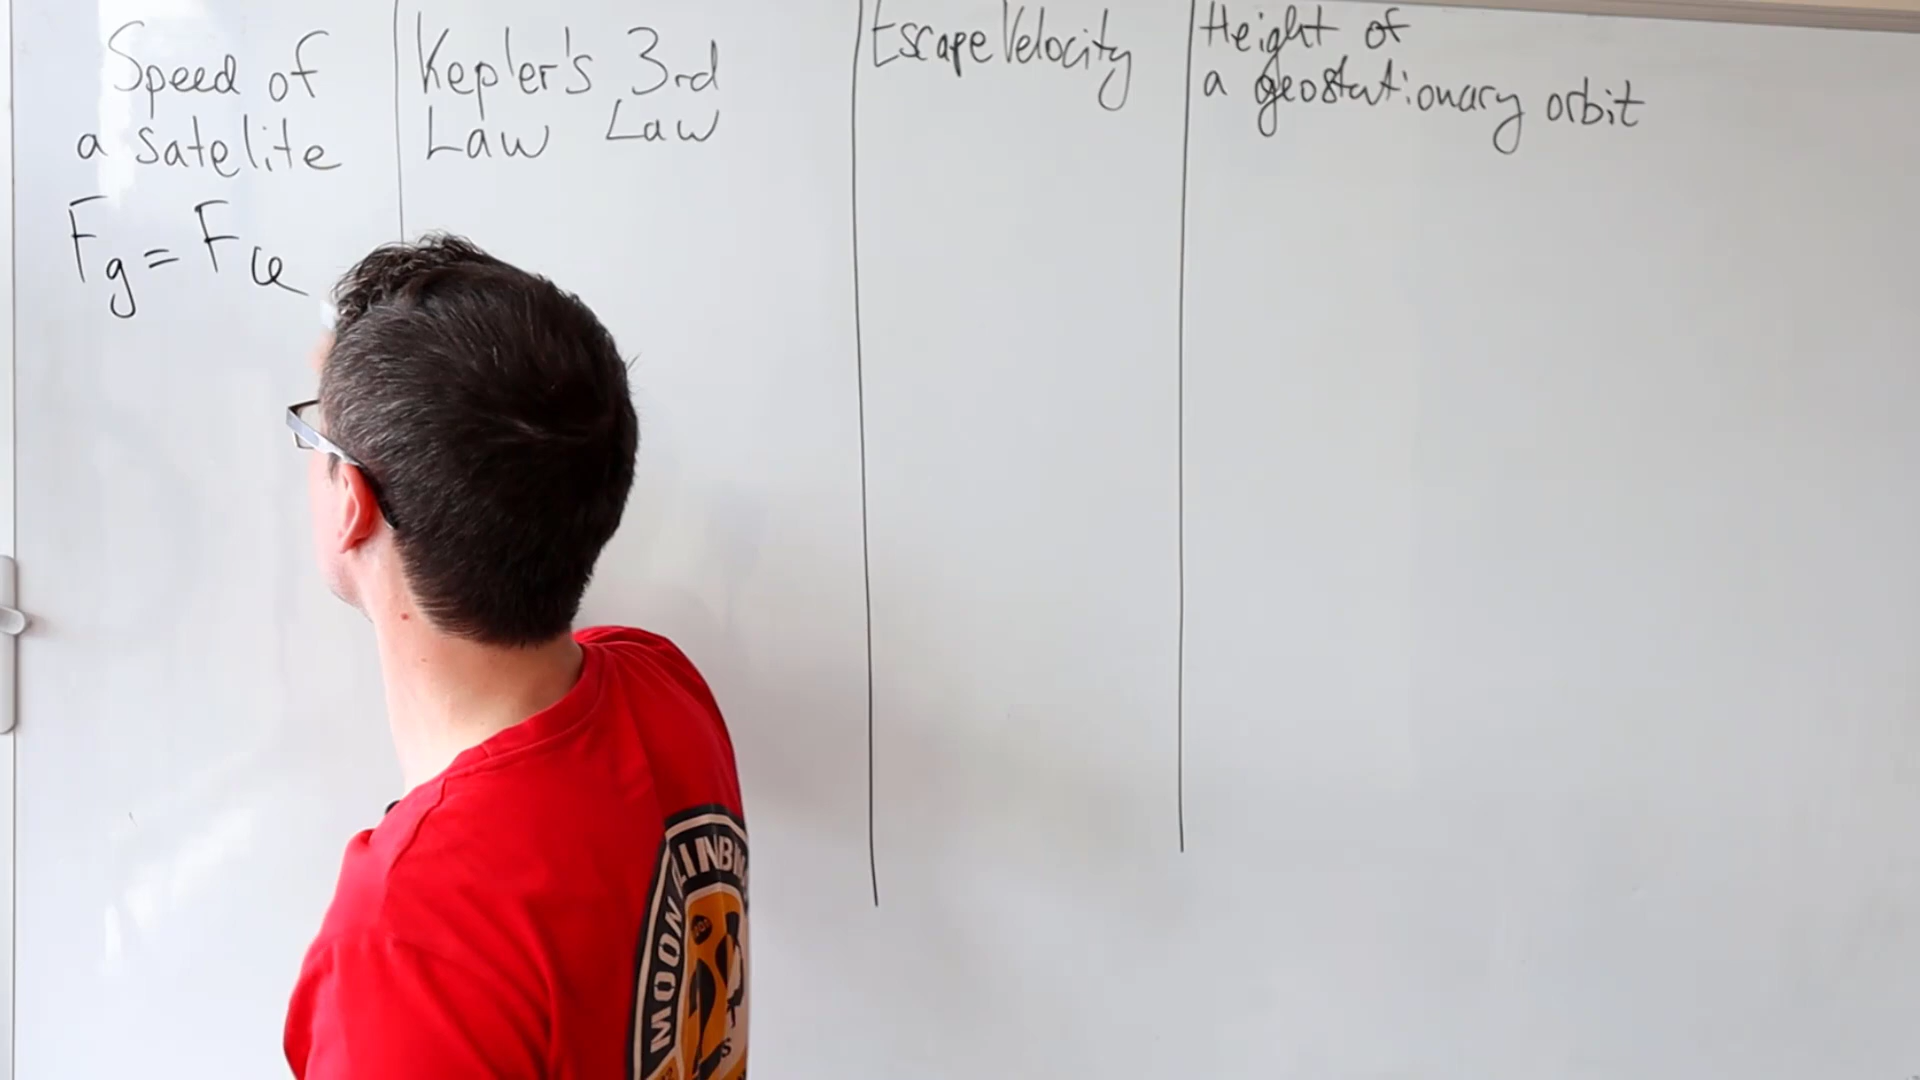 Speed of
a satelite
Fg = Fce
Kepler's 3rd
Law Law
Escape Velocity
Height of
a geostationary orbit
MOON